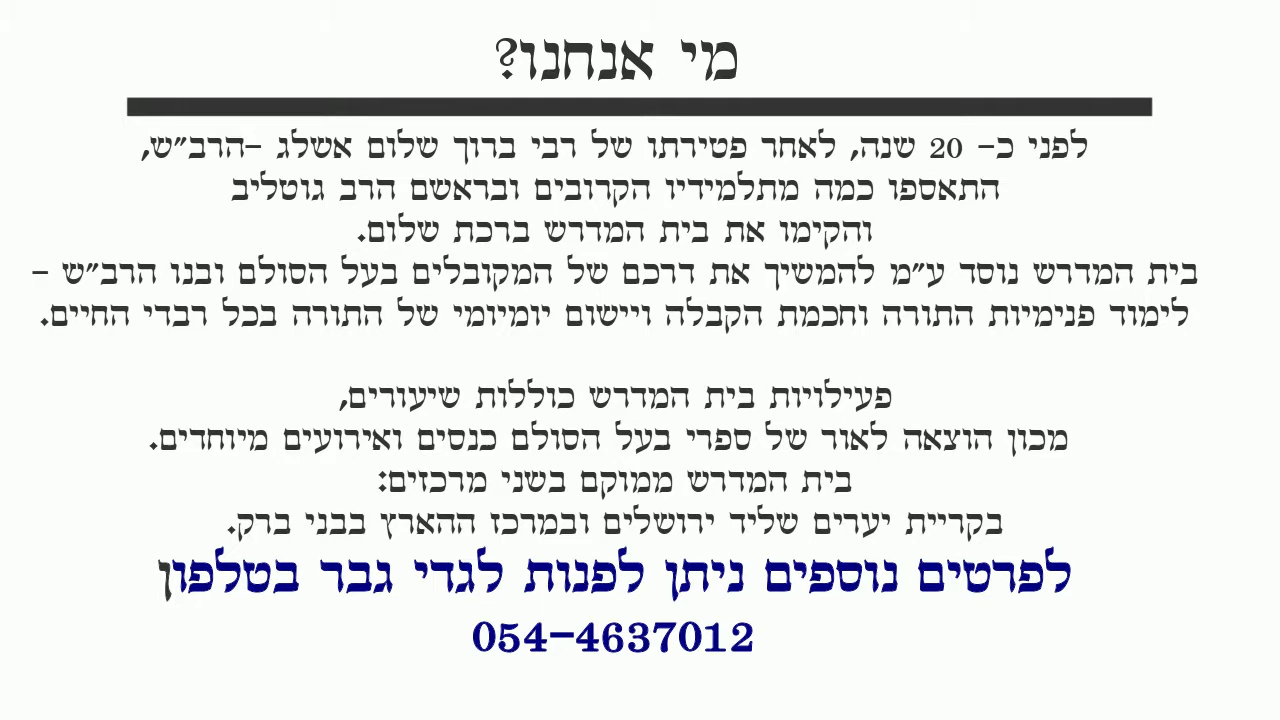 מי אנחנו?
לפני כ- 20 שנה, לאחר פטירתו של רבי ברוך שלום אשלג -הרב"ש,
התאספו כמה מתלמידיו הקרובים ובראשם הרב גוטליב
והקימו את בית המדרש ברכת שלום.
בית המדרש נוסד ע"מ להמשיך את דרכם של המקובלים בעל הסולם ובנו הרב"ש -
לימוד פנימיות התורה וחכמת הקבלה ויישום יומיומי של התורה בכל רבדי החיים.
פעילויות בית המדרש כוללות שיעורים,
מכון הוצאה לאור של ספרי בעל הסולם כנסים ואירועים מיוחדים.
בית המדרש ממוקם בשני מרכזים:
בקריית יערים שליד ירושלים ובמרכז ההארץ בבני ברק.
לפרטים נוספים ניתן לפנות לגדי גבר בטלפון
054-4637012